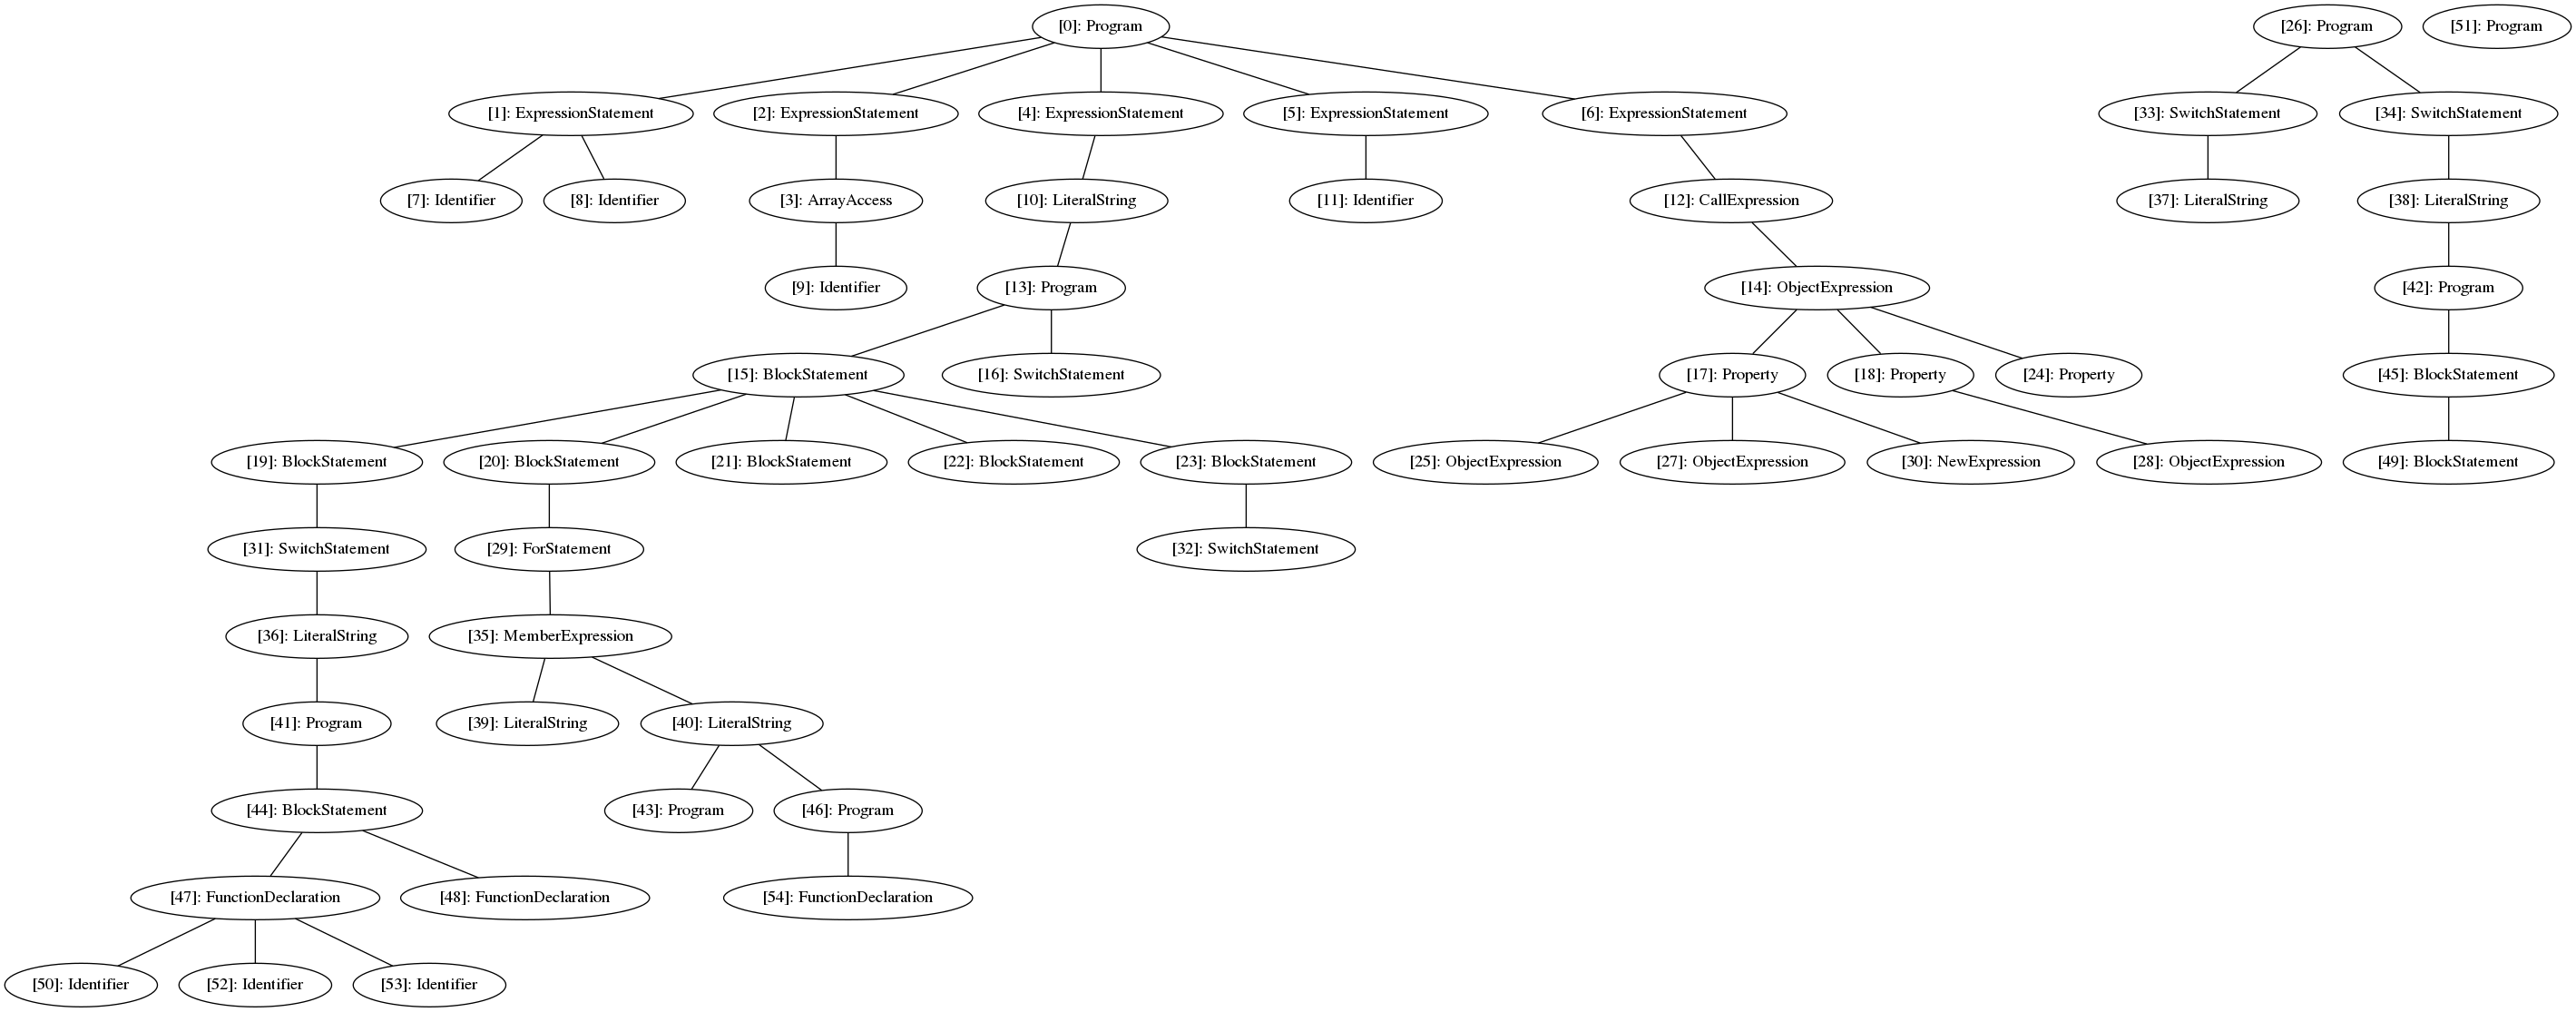 [0]: Program
[26]: Program
[51]: Program
[1]: ExpressionStatement
[2]: ExpressionStatement
[4]: ExpressionStatement
[5]: ExpressionStatement
[6]: ExpressionStatement
[33]: SwitchStatement
[34]: SwitchStatement
[7]: Identifier
[8]: Identifier
[3]: ArrayAccess
[10]: LiteralString
[11]: Identifier
[12]: CallExpression
[37]: LiteralString
[38]: LiteralString
[9]: Identifier
[13]: Program
[14]: ObjectExpression
[42]: Program
[15]: BlockStatement
[16]: SwitchStatement
[17]: Property
[18]: Property
[24]: Property
[45]: BlockStatement
[19]: BlockStatement
[20]: BlockStatement
[21]: BlockStatement
[22]: BlockStatement
[23]: BlockStatement
[25]: ObjectExpression
[27]: ObjectExpression
[30]: NewExpression
[28]: ObjectExpression
[49]: BlockStatement
[31]: SwitchStatement
[29]: ForStatement
[32]: SwitchStatement
[36]: LiteralString
[35]: MemberExpression
[41]: Program
[39]: LiteralString
[40]: LiteralString
[44]: BlockStatement
[43]: Program
[46]: Program
[47]: FunctionDeclaration
[48]: FunctionDeclaration
[54]: FunctionDeclaration
[50]: Identifier
[52]: Identifier
[53]: Identifier